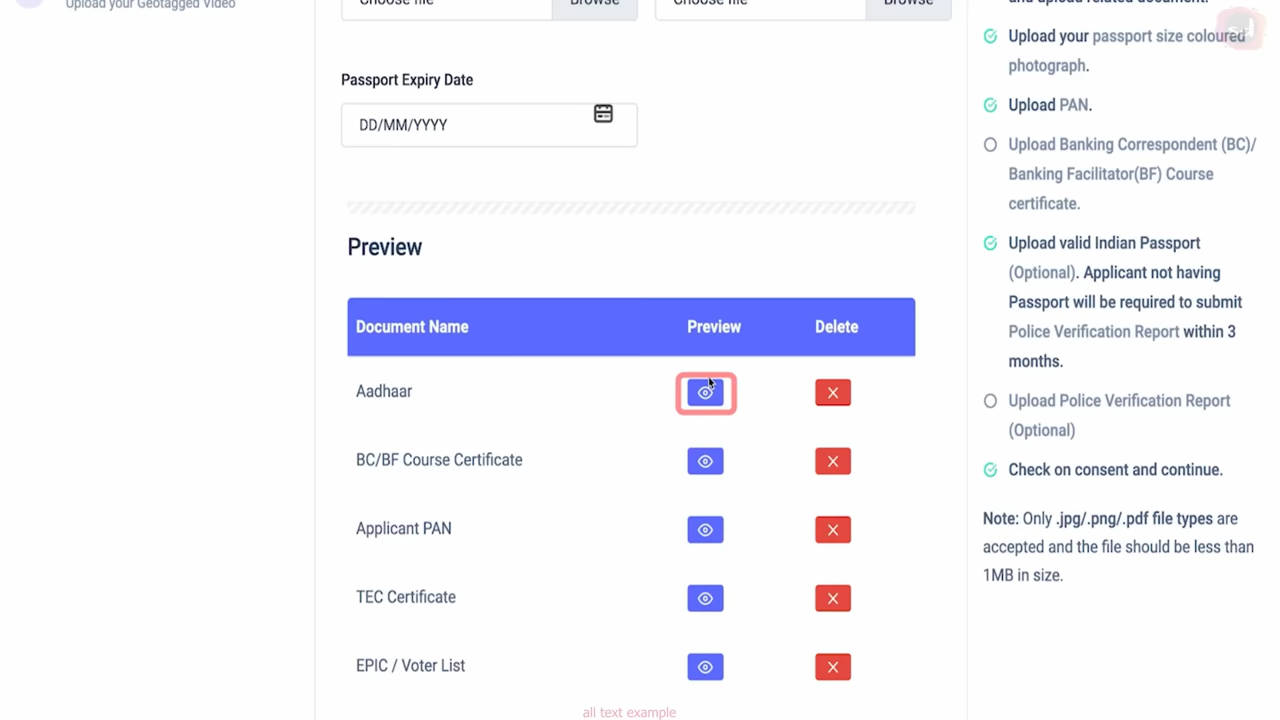 Upload your Geotagged Video
Choose file
Browse
Choose file
Browse
Passport Expiry Date
DD/MM/YYYY
Preview
Document Name Preview Delete
Aadhaar
BC/BF Course Certificate
Applicant PAN
TEC Certificate
EPIC / Voter List
and upload related document.
Upload your passport size coloured
photograph.
Upload PAN.
Upload Banking Correspondent (BC)/
Banking Facilitator(BF) Course
certificate.
Upload valid Indian Passport
(Optional). Applicant not having
Passport will be required to submit
Police Verification Report within 3
months.
Upload Police Verification Report
(Optional)
Check on consent and continue.
Note: Only .jpg/.png/.pdf file types are
accepted and the file should be less than
1MB in size.
all text example